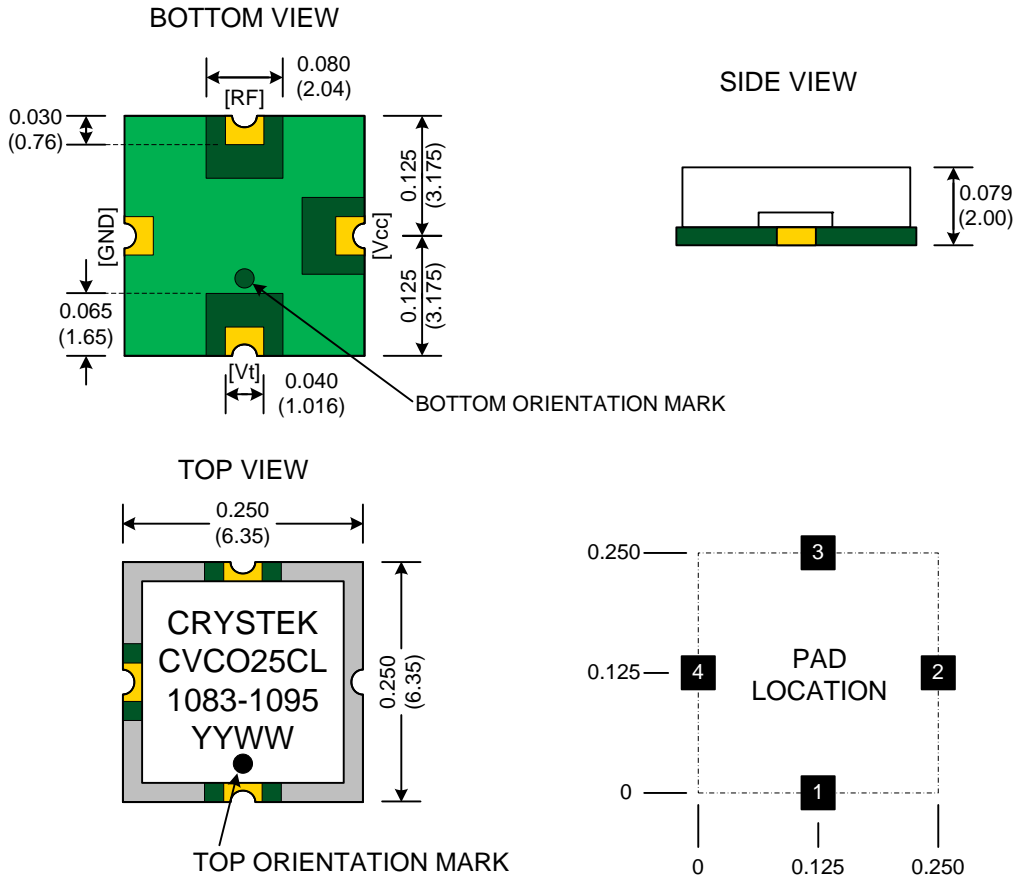 BOTTOM VIEW
0.080
(2.04)
[RF]
0.030
(0.76)
0.125
(3.175)
[GND]
[Vcc]
0.125
(3.175)
0.065
(1.65)
[Vt]
0.040
(1.016)
BOTTOM ORIENTATION MARK
SIDE VIEW
0.079
(2.00)
TOP VIEW
0.250
(6.35)
CRYSTEK
CVCO25CL
1083-1095
YYWW
0.250
(6.35)
TOP ORIENTATION MARK
0.250
3
0.125
4
PAD
LOCATION
2
0
1
0
0.125
0.250